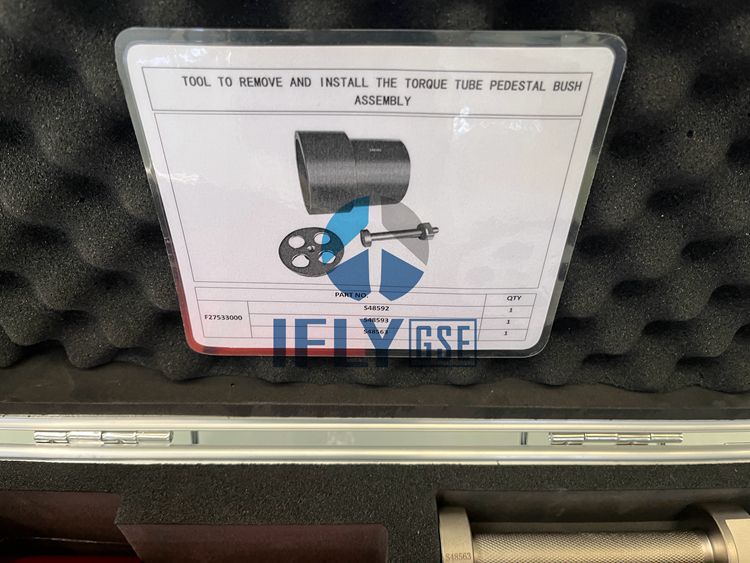 TOOL TO REMOVE AND INSTALL THE TORQUE TUBE PEDESTAL BUSH
ASSEMBLY
PART NO. QTY
F27533000 S48592 1
S48593 1
S48563 1
IFLY GSE
S48563